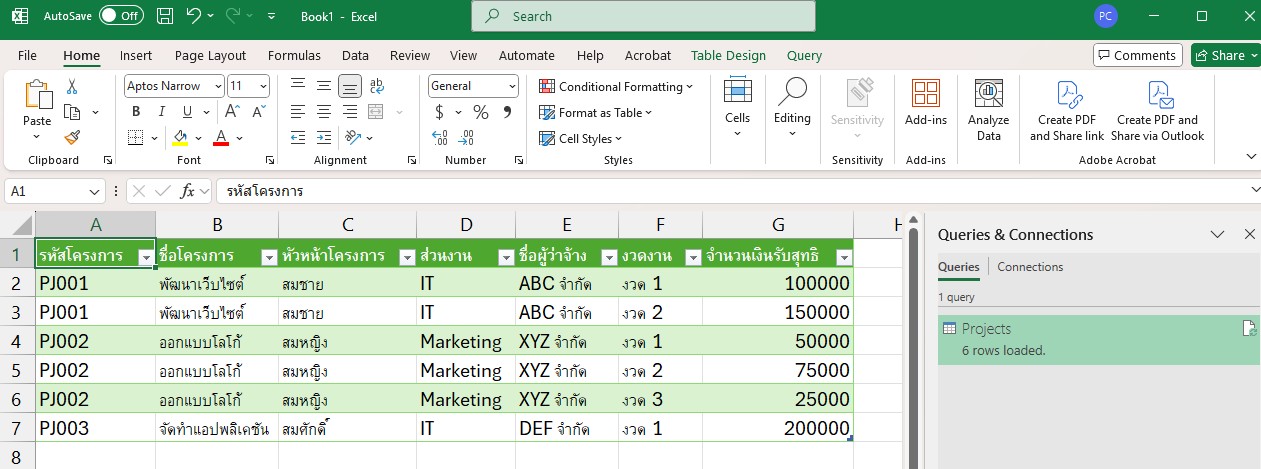 AutoSave Off Book1 - Excel Search PC
File Home Insert Page Layout Formulas Data Review View Automate Help Acrobat Table Design Query Comments Share
Paste
Aptos Narrow 11
B I U A A A
ab
General
$ % ,
Conditional Formatting
Format as Table
Cell Styles
Cells
Editing
Sensitivity
Add-ins
Analyze
Data
Create PDF
and Share link
Create PDF and
Share via Outlook
Clipboard Font Alignment Number Styles Sensitivity Add-ins Adobe Acrobat
A1 fx รหัสโครงการ
A B C D E F G H
1 รหัสโครงการ ชื่อโครงการ หัวหน้าโครงการ ส่วนงาน ชื่อผู้ว่าจ้าง งวดงาน จำนวนเงินรับสุทธิ
2 PJ001 พัฒนาเว็บไซต์ สมชาย IT ABC จำกัด งวด 1 100000
3 PJ001 พัฒนาเว็บไซต์ สมชาย IT ABC จำกัด งวด 2 150000
4 PJ002 ออกแบบโลโก้ สมหญิง Marketing XYZ จำกัด งวด 1 50000
5 PJ002 ออกแบบโลโก้ สมหญิง Marketing XYZ จำกัด งวด 2 75000
6 PJ002 ออกแบบโลโก้ สมหญิง Marketing XYZ จำกัด งวด 3 25000
7 PJ003 จัดทำแอปพลิเคชัน สมศักดิ์ IT DEF จำกัด งวด 1 200000
8
Queries & Connections
Queries Connections
1 query
Projects
6 rows loaded.